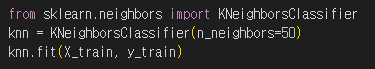 from sklearn.neighbors import KNeighborsClassifier
knn = KNeighborsClassifier(n_neighbors=50)
knn.fit(X_train, y_train)